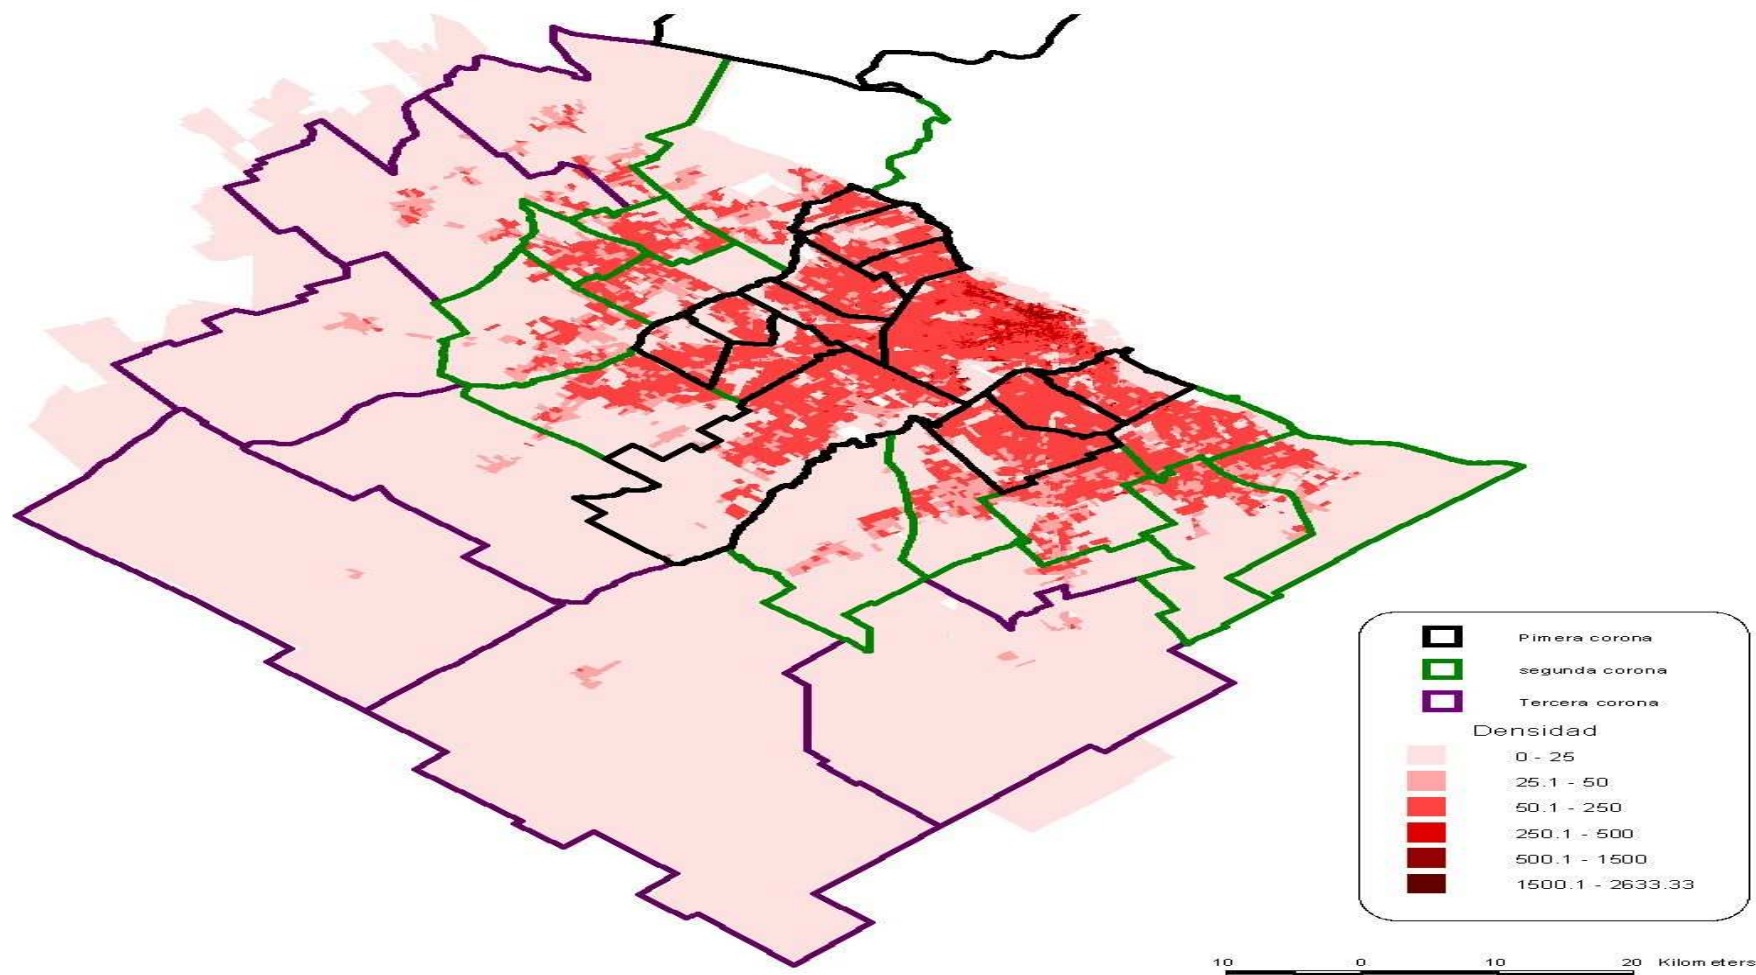 Pimera corona
segunda corona
Tercera corona
Densidad
0 - 25
25.1 - 50
50.1 - 250
250.1 - 500
500.1 - 1500
1500.1 - 2633.33
10 0 10 20 Kilometers